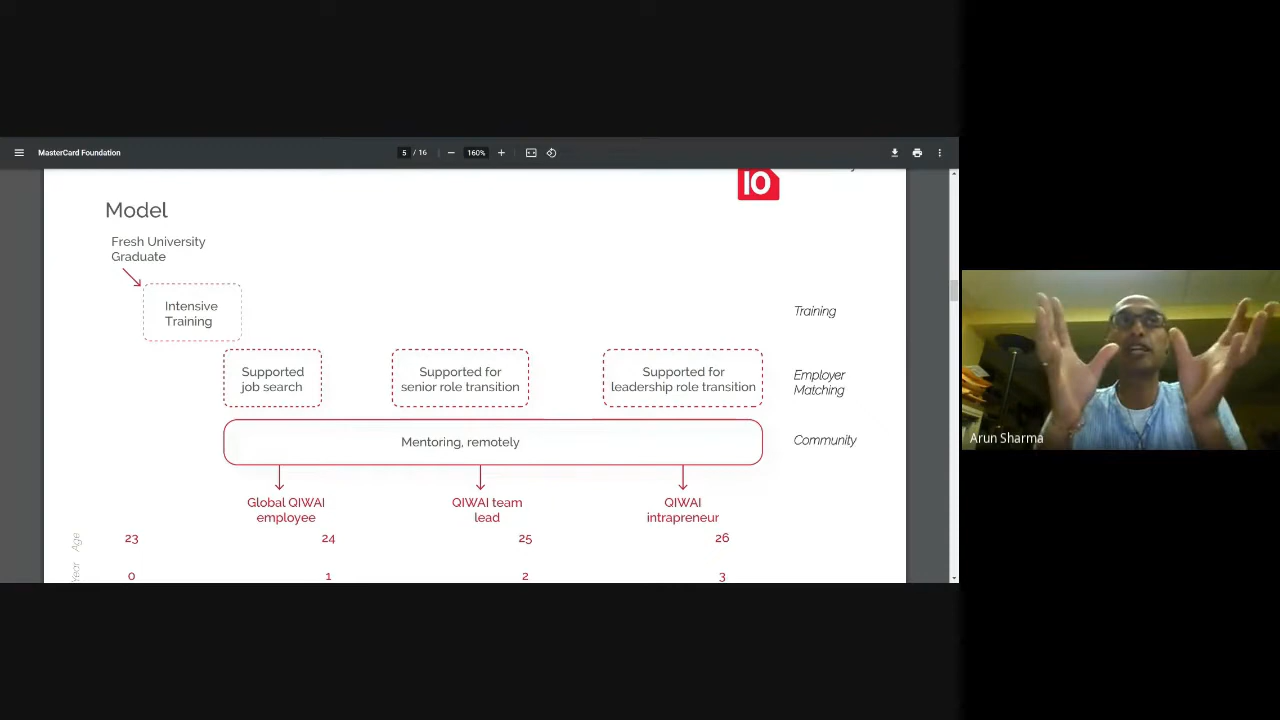 MasterCard Foundation
5 / 16
160%
IO
Model
Fresh University
Graduate
Intensive
Training
Training
Supported
job search
Supported for
senior role transition
Supported for
leadership role transition
Employer
Matching
Mentoring, remotely
Community
Arun Sharma
Global QIWAI
employee
QIWAI team
lead
QIWAI
intrapreneur
Age
23
24
25
26
Year
0
1
2
3